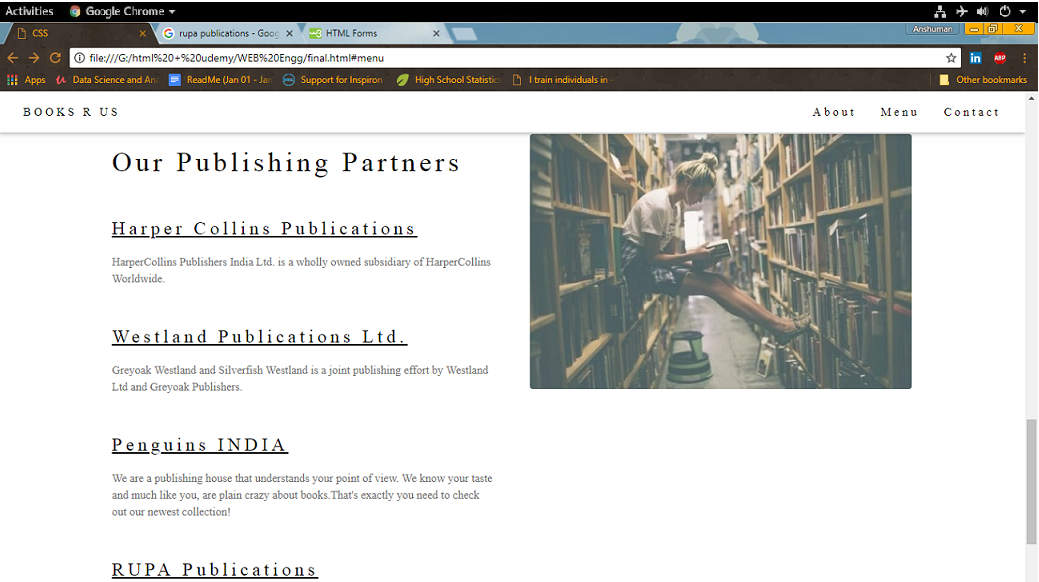 Activities Google Chrome
CSS rupa publications - Goog HTML Forms Anshuman
file:///G:/html%20+%20udemy/WEB%20Engg/final.html#menu
Apps Data Science and An ReadMe (Jan 01 - Jan Support for Inspiron High School Statistics I train individuals in Other bookmarks
BOOKS R US About Menu Contact
Our Publishing Partners
Harper Collins Publications
HarperCollins Publishers India Ltd. is a wholly owned subsidiary of HarperCollins
Worldwide.
Westland Publications Ltd.
Greyoak Westland and Silverfish Westland is a joint publishing effort by Westland
Ltd and Greyoak Publishers.
Penguins INDIA
We are a publishing house that understands your point of view. We know your taste
and much like you, are plain crazy about books.That's exactly you need to check
out our newest collection!
RUPA Publications